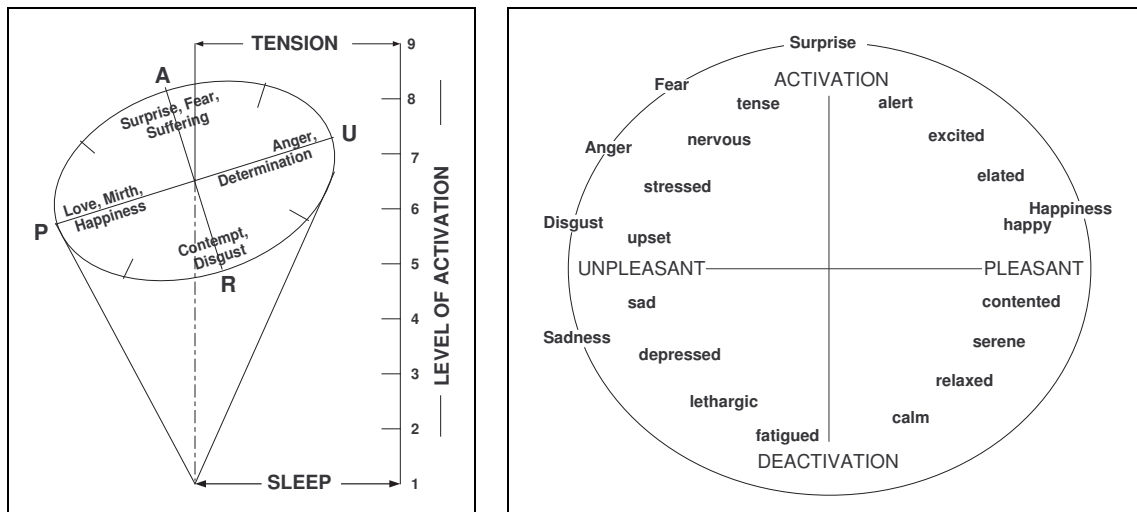 TENSION
9
A
8
Surprise, Fear,
Suffering
U
Anger,
Determination
7
Love, Mirth,
Happiness
6
P
Contempt,
Disgust
5
R
4
3
2
SLEEP
1
LEVEL OF ACTIVATION
Surprise
ACTIVATION
Fear
tense
alert
nervous
excited
Anger
stressed
elated
Happiness
happy
Disgust
upset
UNPLEASANT
PLEASANT
sad
contented
Sadness
depressed
serene
relaxed
lethargic
calm
fatigued
DEACTIVATION